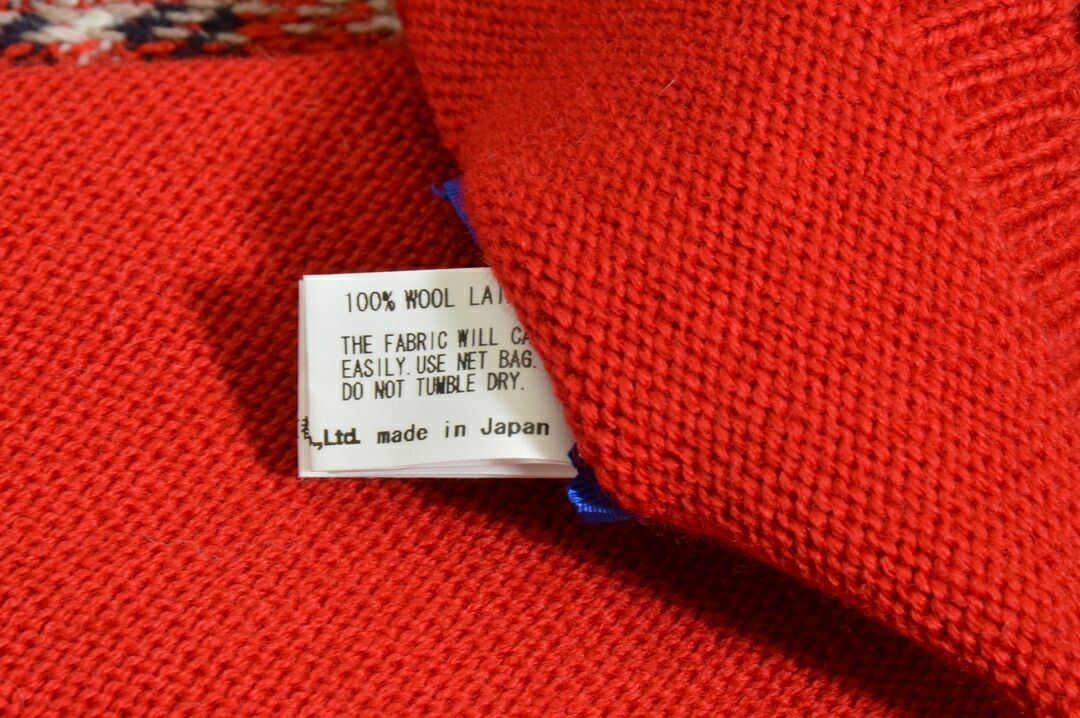 100% WOOL
THE FABRIC WILL
EASILY. USE NET BAG.
DO NOT TUMBLE DRY.
.,Ltd. made in Japan